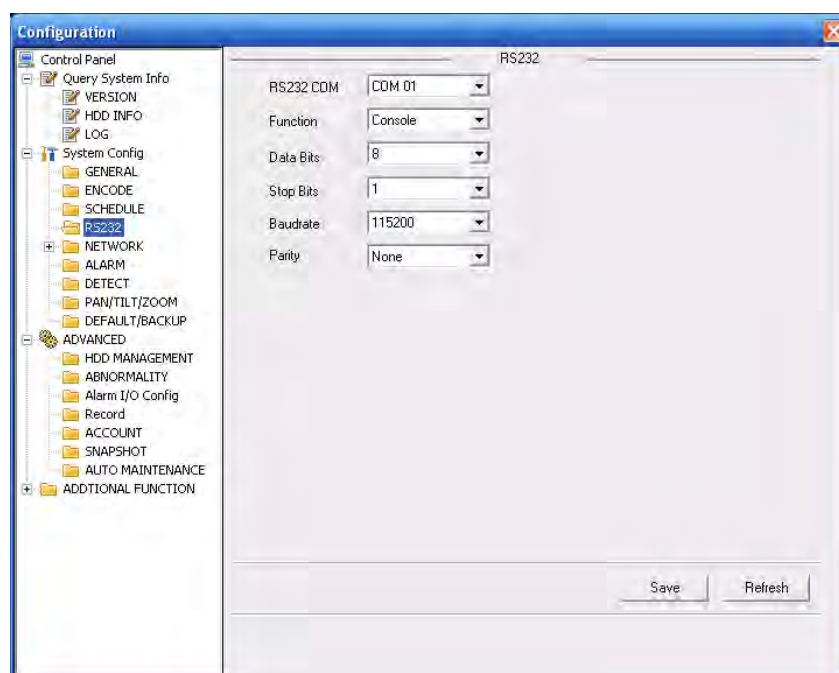 Configuration
Control Panel
Query System Info
VERSION
HDD INFO
LOG
System Config
GENERAL
ENCODE
SCHEDULE
RS232
NETWORK
ALARM
DETECT
PAN/TILT/ZOOM
DEFAULT/BACKUP
ADVANCED
HDD MANAGEMENT
ABNORMALITY
Alarm I/O Config
Record
ACCOUNT
SNAPSHOT
AUTO MAINTENANCE
ADDTIONAL FUNCTION
RS232
RS232 COM COM 01
Function Console
Data Bits 8
Stop Bits 1
Baudrate 115200
Parity None
Save Refresh